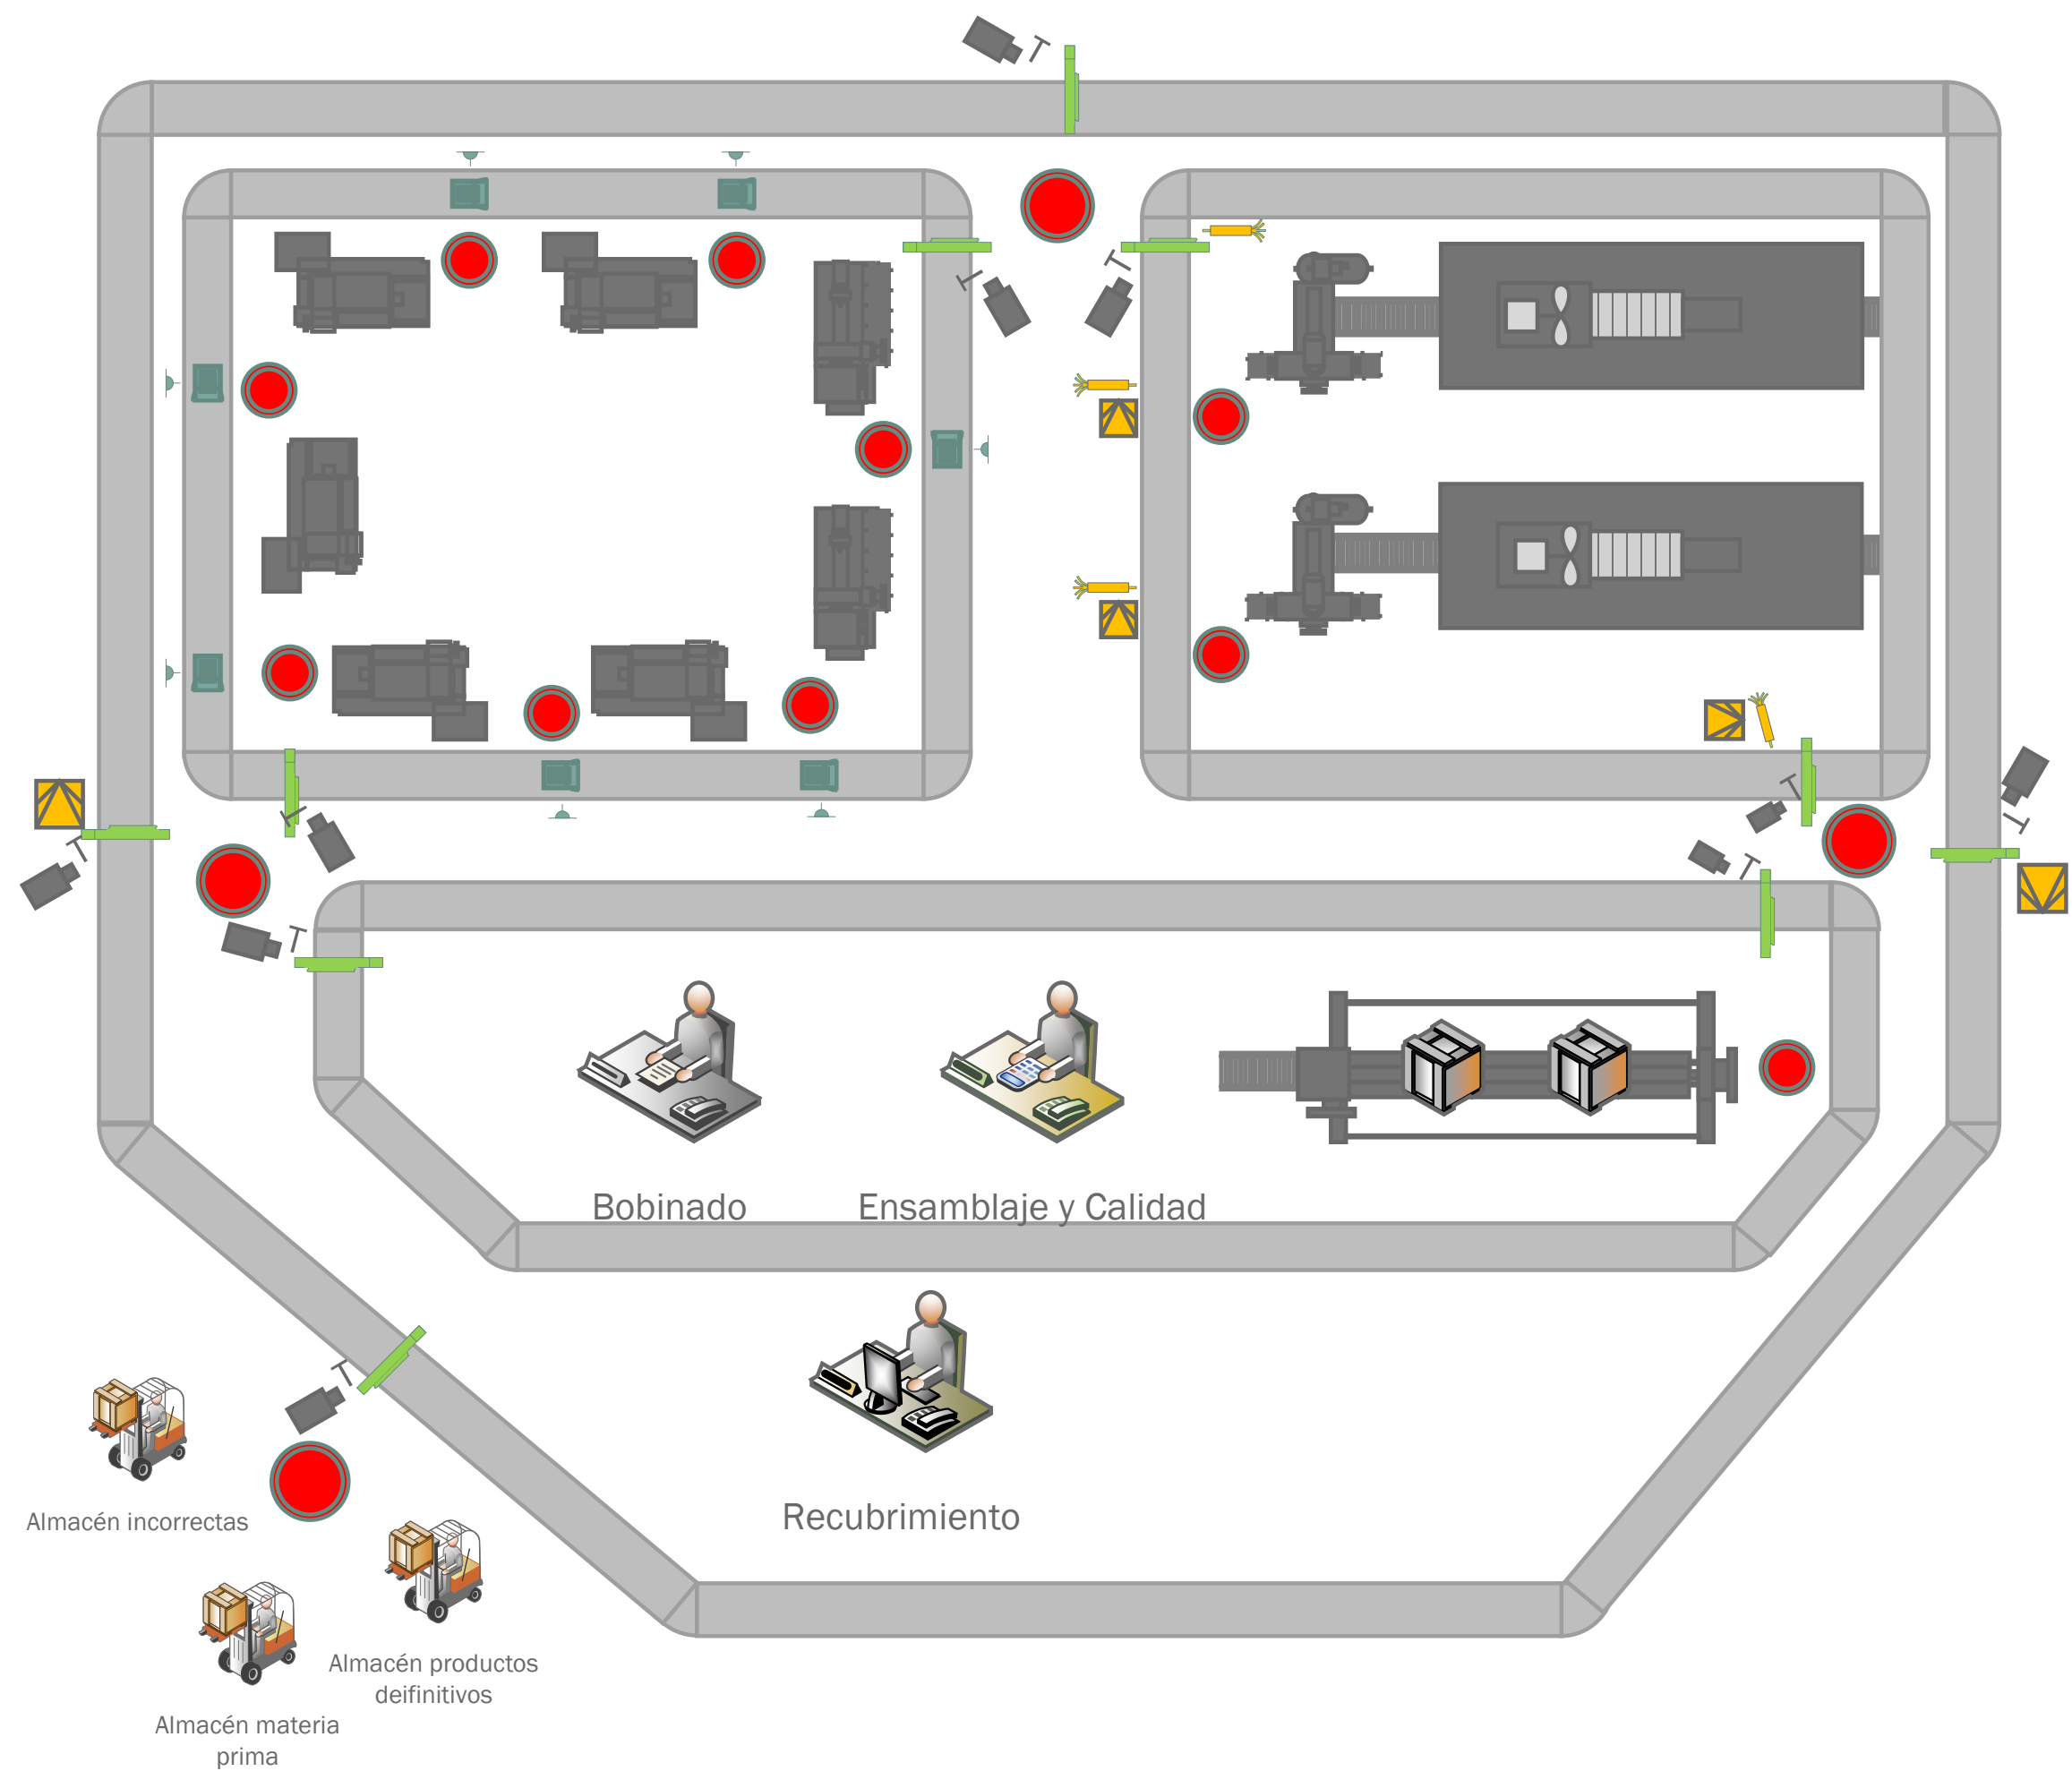 Bobinado
Ensamblaje y Calidad
Recubrimiento
Almacén incorrectas
Almacén productos
deifinitivos
Almacén materia
prima